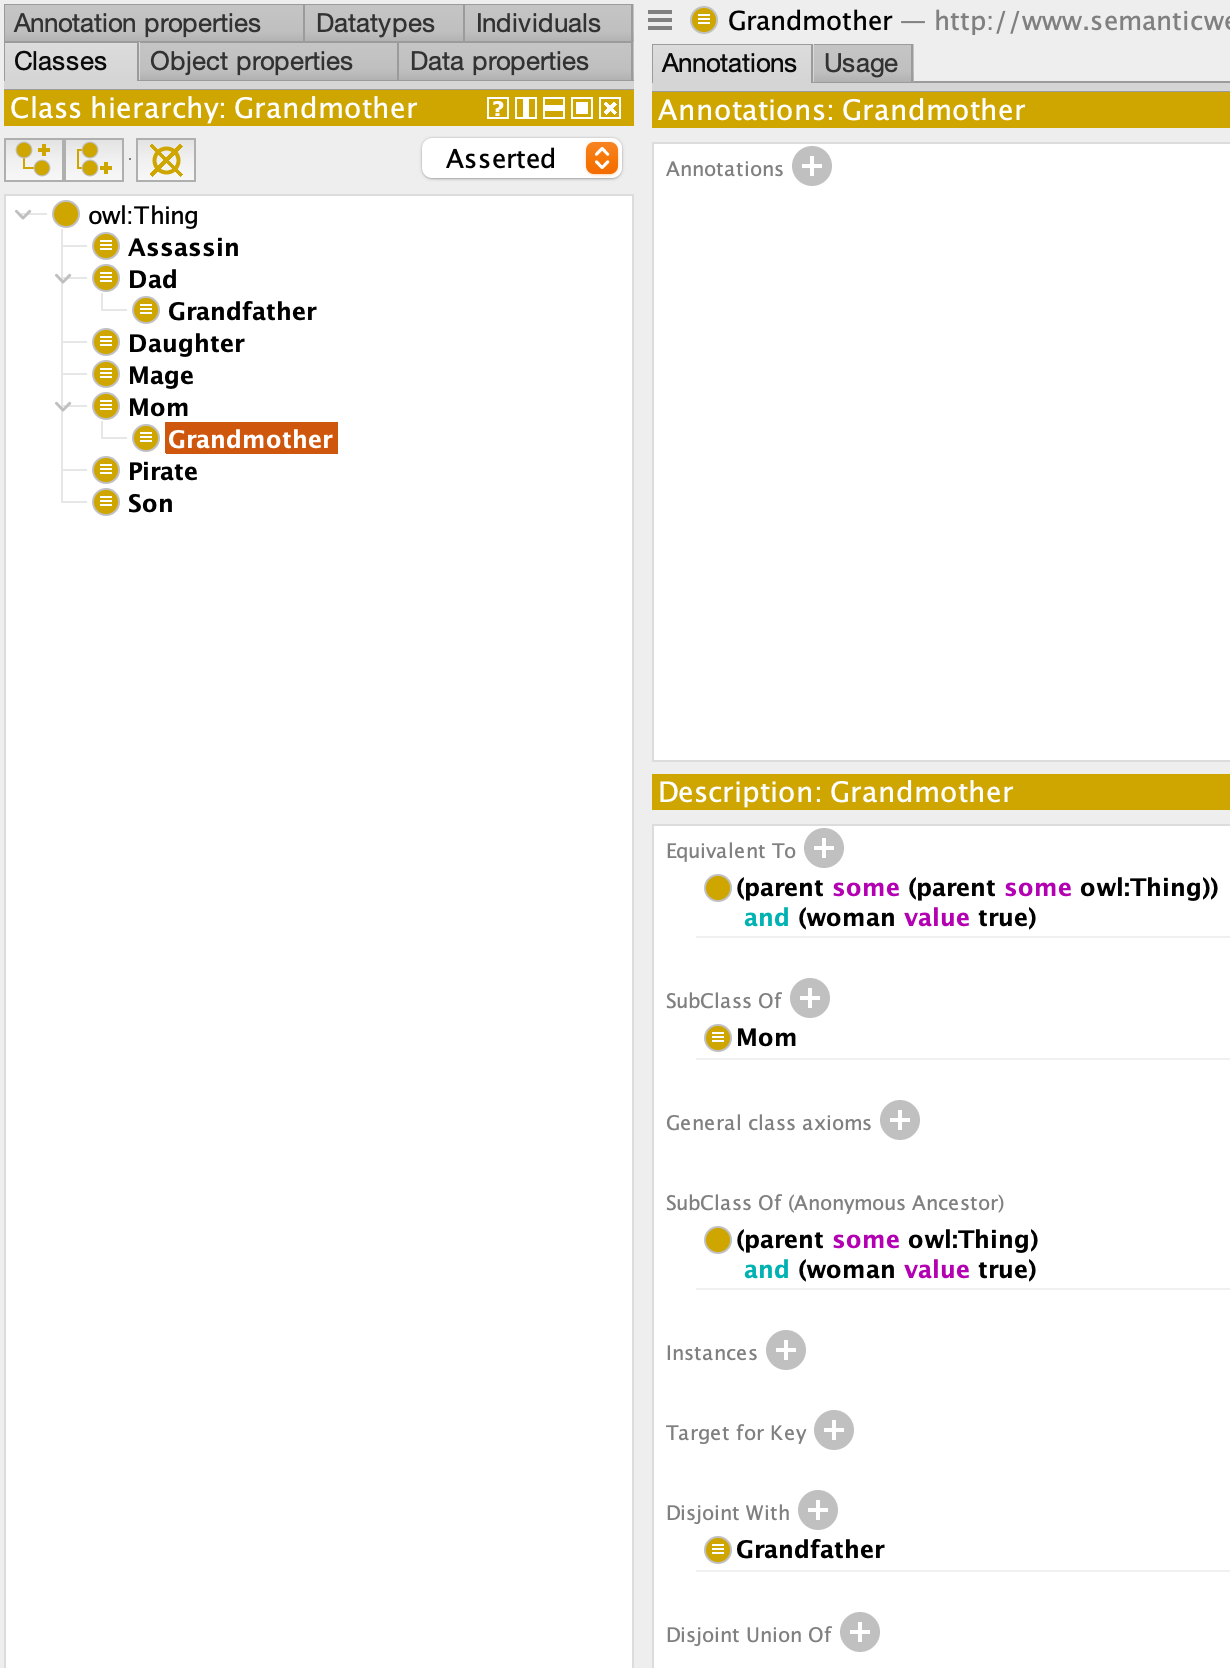 Annotation properties Datatypes Individuals
Classes Object properties Data properties
Class hierarchy: Grandmother
Asserted
owl:Thing
Assassin
Dad
Grandfather
Daughter
Mage
Mom
Grandmother
Pirate
Son
Grandmother — http://www.semanticwe
Annotations Usage
Annotations: Grandmother
Annotations
Description: Grandmother
Equivalent To
(parent some (parent some owl:Thing))
and (woman value true)
SubClass Of
Mom
General class axioms
SubClass Of (Anonymous Ancestor)
(parent some owl:Thing)
and (woman value true)
Instances
Target for Key
Disjoint With
Grandfather
Disjoint Union Of